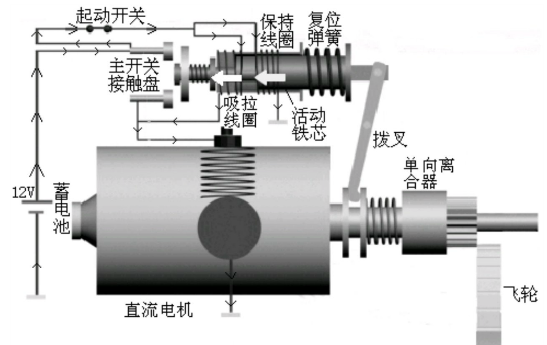 起动开关
保持
线圈
复位
弹簧
主开关
接触盘
吸拉
线圈
活动
铁芯
拨叉
单向离
合器
12V
蓄电池
直流电机
飞轮